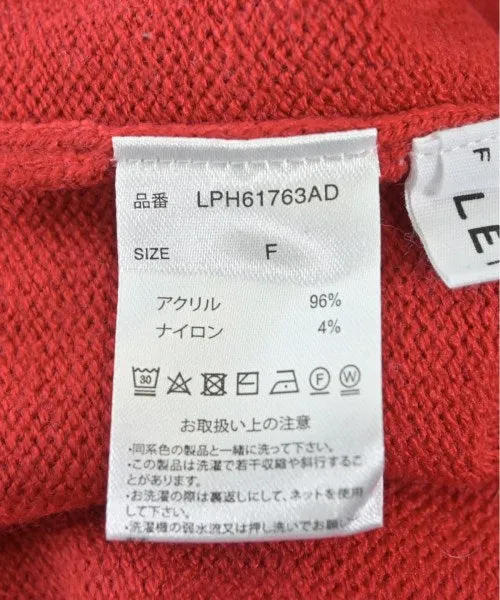 品番 LPH61763AD
SIZE F
アクリル 96%
ナイロン 4%
30
F W
お取扱い上の注意
・同系色の製品と一緒に洗って下さい。
・この製品は洗濯で若干収縮や斜行するこ
とがあります。
・お洗濯の際は裏返しにして、ネットを使用
して下さい。
・洗濯機の弱水流又は押し洗いでお願い
F
LE